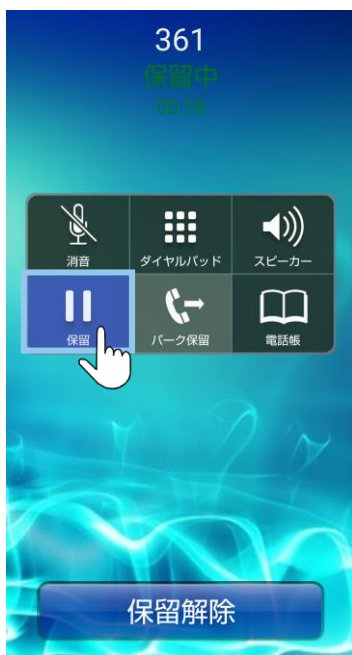 361
保留中
00:18
消音 ダイヤルパッド スピーカー
保留 パーク保留 電話帳
保留解除